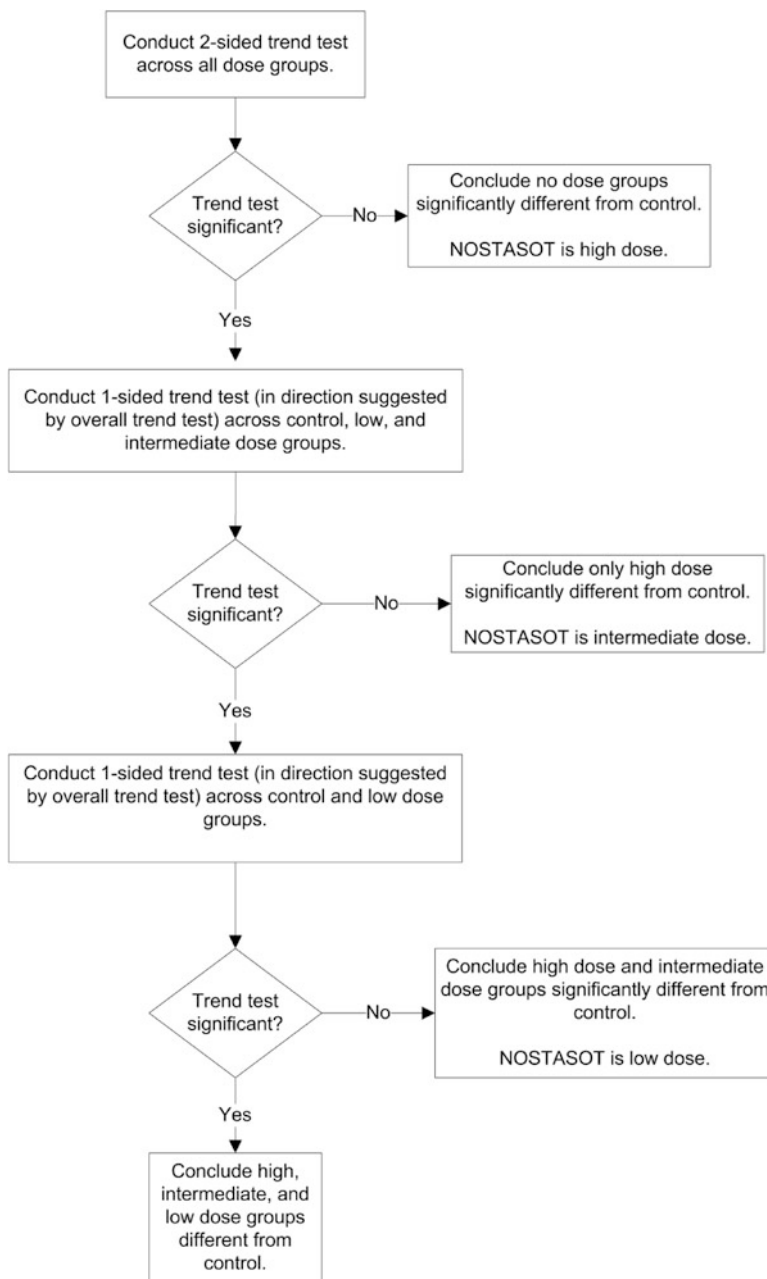 Conduct 2-sided trend test
across all dose groups.
Trend test
significant?
No
Conclude no dose groups
significantly different from control.
NOSTASOT is high dose.
Yes
Conduct 1-sided trend test (in direction suggested
by overall trend test) across control, low, and
intermediate dose groups.
Trend test
significant?
No
Conclude only high dose
significantly different from control.
NOSTASOT is intermediate dose.
Yes
Conduct 1-sided trend test (in direction suggested
by overall trend test) across control and low dose
groups.
Trend test
significant?
No
Conclude high dose and intermediate
dose groups significantly different from
control.
NOSTASOT is low dose.
Yes
Conclude high,
intermediate, and
low dose groups
different from
control.